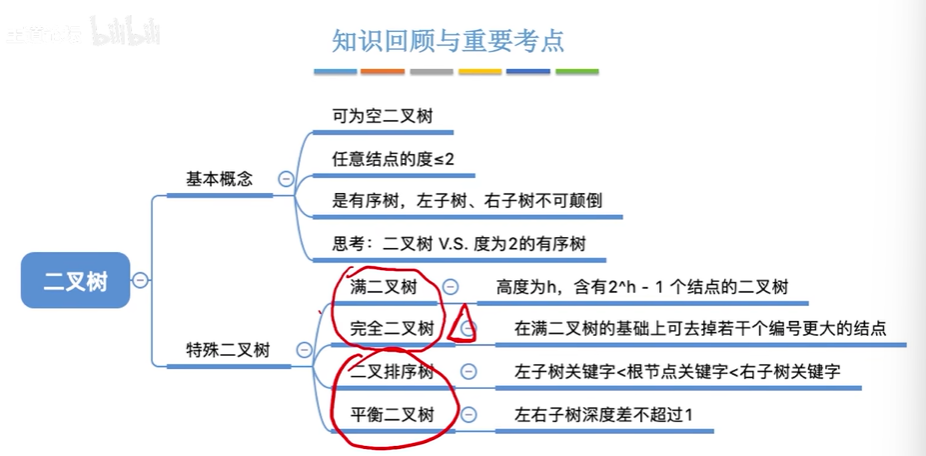 bilibili
知识回顾与重要考点
可为空二叉树
任意结点的度≤2
基本概念
是有序树，左子树、右子树不可颠倒
思考：二叉树 V.S. 度为2的有序树
二叉树
满二叉树
高度为h，含有2^h - 1 个结点的二叉树
完全二叉树
在满二叉树的基础上可去掉若干个编号更大的结点
特殊二叉树
二叉排序树
左子树关键字<根节点关键字<右子树关键字
平衡二叉树
左右子树深度差不超过1